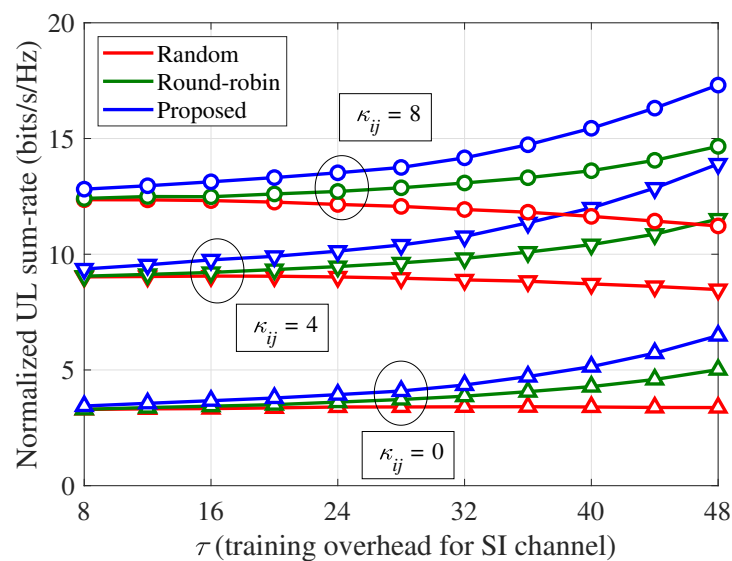 Normalized UL sum-rate (bits/s/Hz)
20
15
10
5
0
Random
Round-robin
Proposed
κij = 8
κij = 4
κij = 0
8 16 24 32 40 48
τ (training overhead for SI channel)